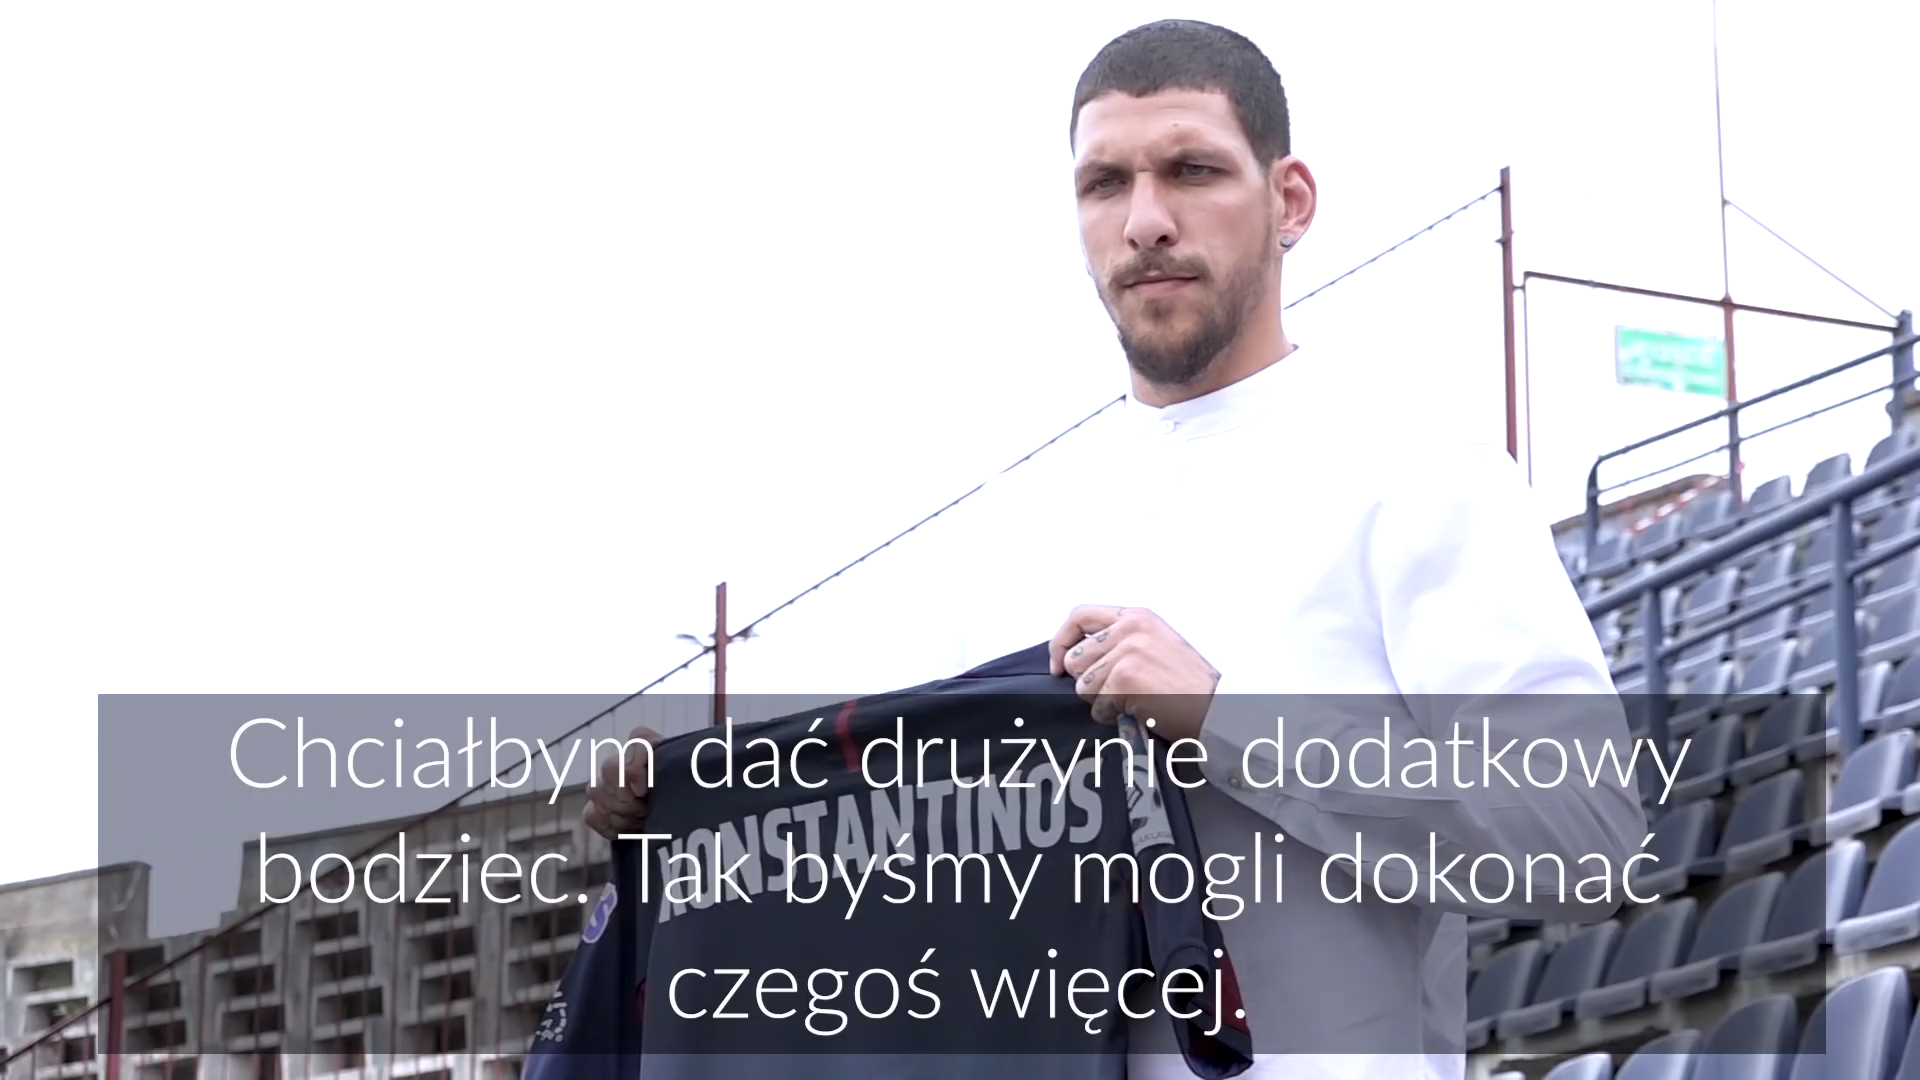 Chciałbym dać drużynie dodatkowy
bodziec. Tak byśmy mogli dokonać
czegoś więcej.
KONSTANTINOS